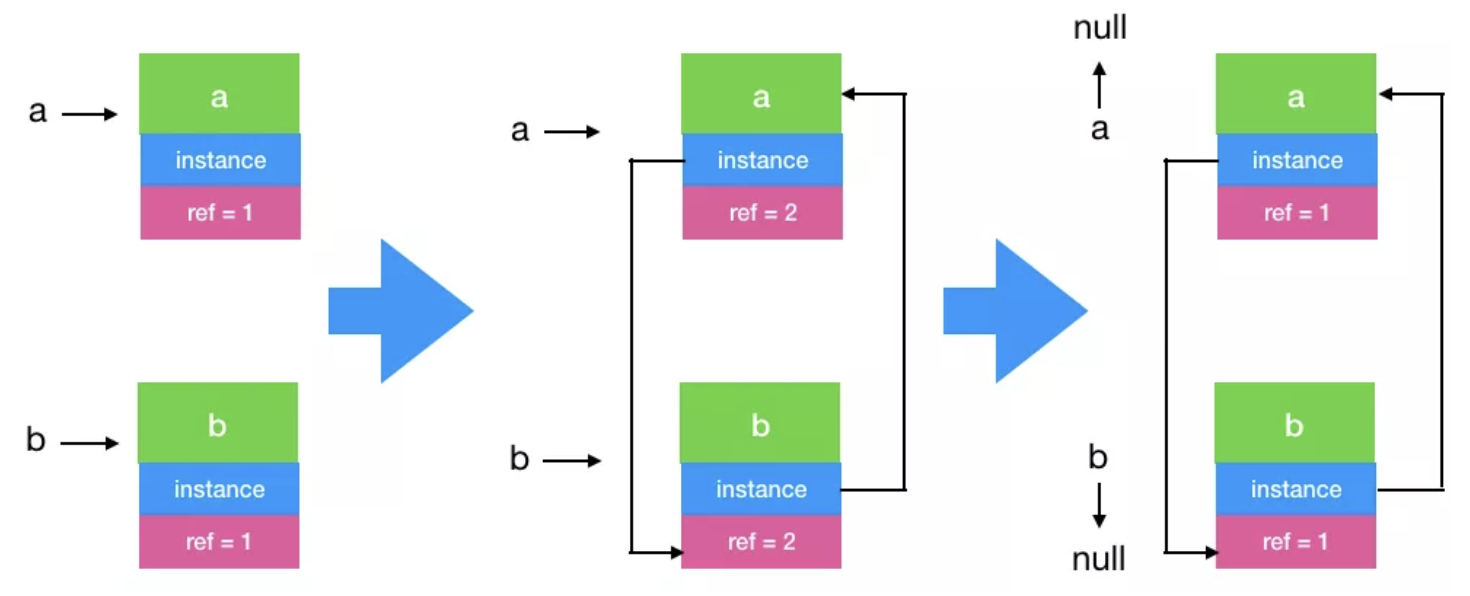 a
a
instance
ref = 1
b
b
instance
ref = 1
a
a
instance
ref = 2
b
b
instance
ref = 2
null
a
a
instance
ref = 1
b
null
b
instance
ref = 1